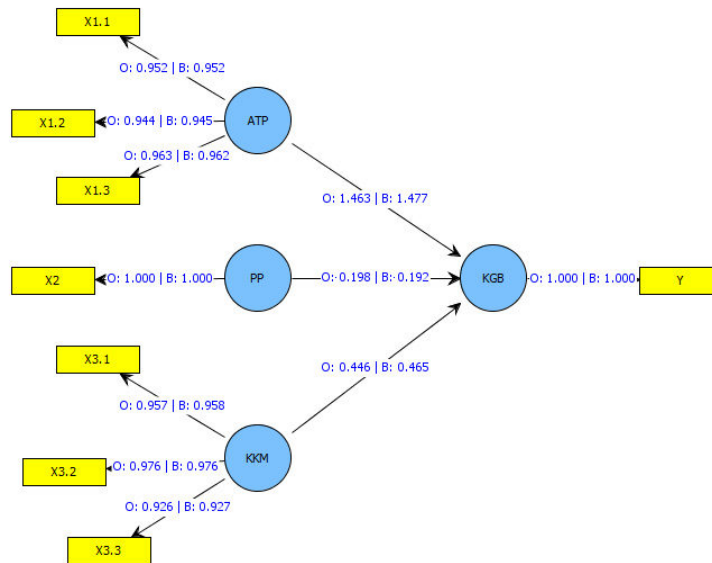 X1.1
O: 0.952 | B: 0.952
X1.2
O: 0.944 | B: 0.945
ATP
O: 0.963 | B: 0.962
X1.3
O: 1.463 | B: 1.477
X2
O: 1.000 | B: 1.000
PP
O:-0.198 | B:-0.192
KGB
O: 1.000 | B: 1.000
Y
X3.1
O: 0.446 | B: 0.465
O: 0.957 | B: 0.958
KKM
X3.2
O: 0.976 | B: 0.976
O: 0.926 | B: 0.927
X3.3